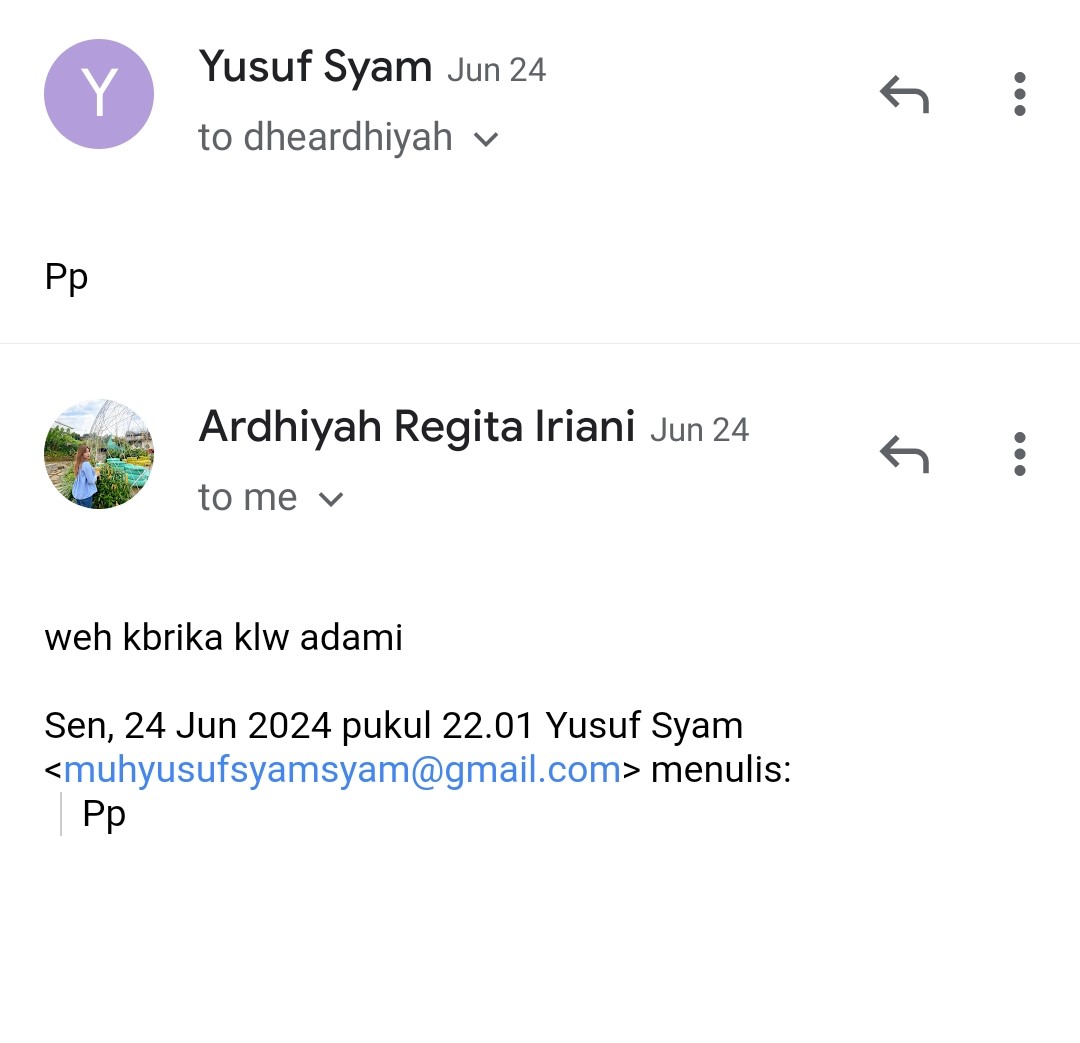 Y
Yusuf Syam Jun 24
to dheardhiyah
Pp
Ardhiyah Regita Iriani Jun 24
to me
weh kbrika klw adami
Sen, 24 Jun 2024 pukul 22.01 Yusuf Syam
<muhyusufsyamsyam@gmail.com> menulis:
Pp